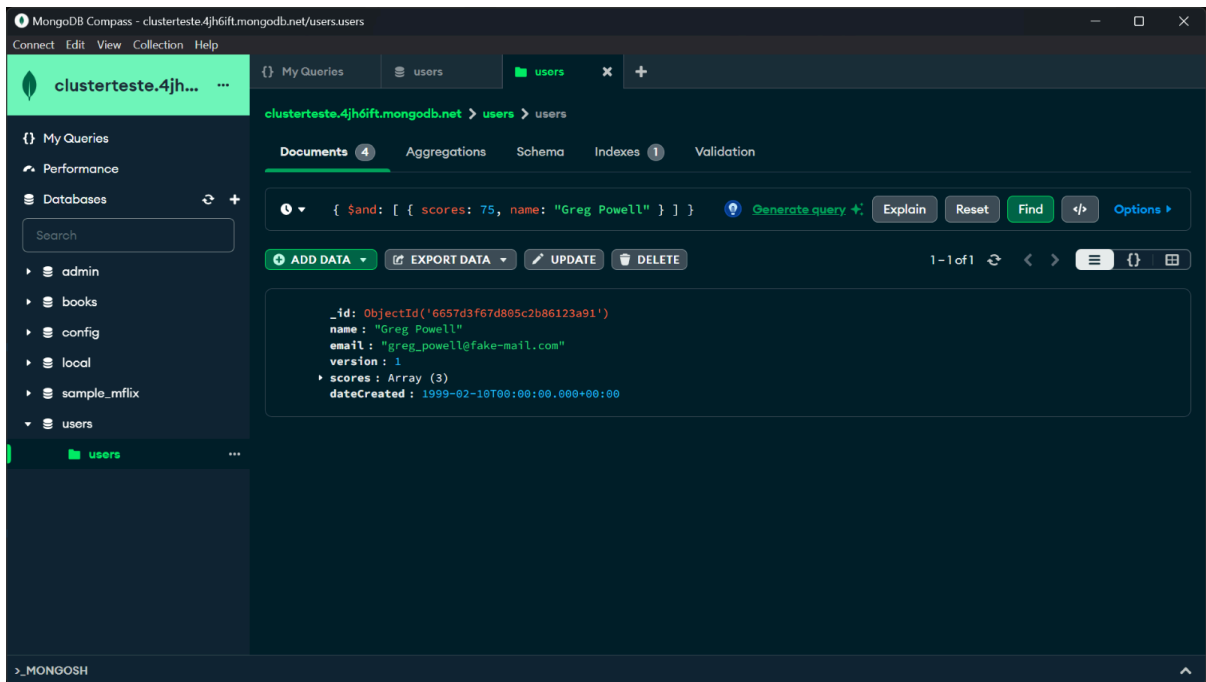 MongoDB Compass - clusterteste.4jh6ift.mongodb.net/users.users
Connect Edit View Collection Help
clusterteste.4jh... ...
{} My Queries
Performance
Databases
Search
admin
books
config
local
sample_mflix
users
users ...
{} My Queries users users
clusterteste.4jh6ift.mongodb.net > users > users
Documents 4 Aggregations Schema Indexes 1 Validation
{ $and: [ { scores: 75, name: "Greg Powell" } ] } Generate query Explain Reset Find </> Options
ADD DATA EXPORT DATA UPDATE DELETE 1-1 of 1 {}
_id: ObjectId('6657d3f67d805c2b86123a91')
name : "Greg Powell"
email : "greg_powell@fake-mail.com"
version : 1
scores : Array (3)
dateCreated : 1999-02-10T00:00:00.000+00:00
>_MONGOSH